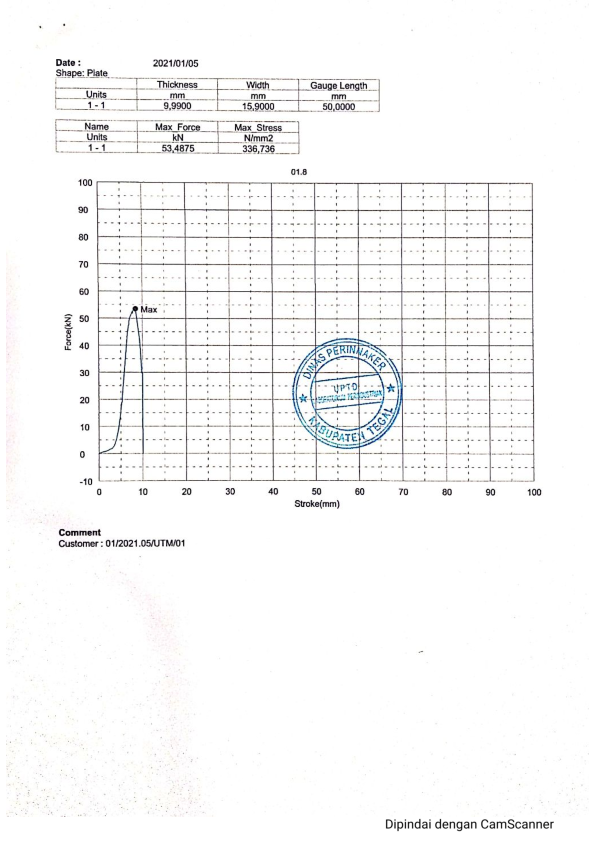 Date : 2021/01/05
Shape: Plate
Thickness Width Gauge Length
Units mm mm mm
1 - 1 9,9900 15,9000 50,0000
Name Max_Force Max_Stress
Units kN N/mm2
1 - 1 53,4875 336,736
01.8
100
90
80
70
60
50
40
30
20
10
0
-10
Force(kN)
Max
0 10 20 30 40 50 60 70 80 90 100
Stroke(mm)
DINAS PERINNAKER
UPTD
KABUPATEN TEGAL
Comment
Customer : 01/2021.05/UTM/01
Dipindai dengan CamScanner